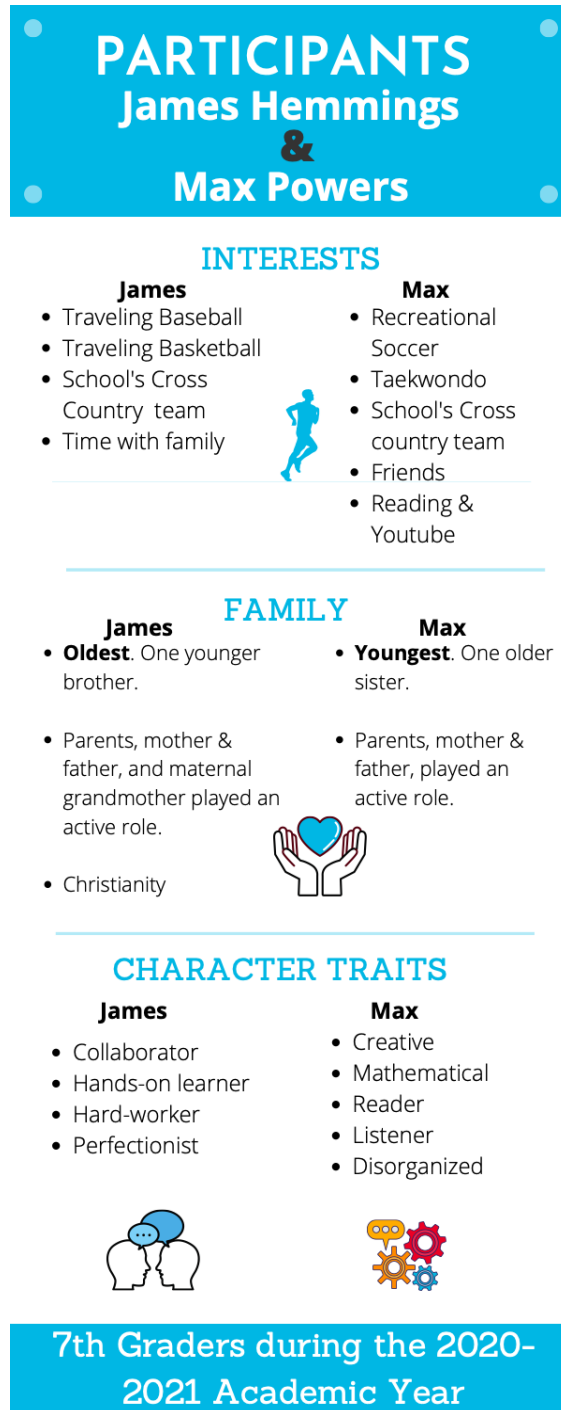 PARTICIPANTS
James Hemmings
&
Max Powers
INTERESTS
James
• Traveling Baseball
• Traveling Basketball
• School's Cross
Country team
• Time with family
Max
• Recreational
Soccer
• Taekwondo
• School's Cross
country team
• Friends
• Reading &
Youtube
FAMILY
James
• Oldest. One younger
brother.
• Parents, mother &
father, and maternal
grandmother played an
active role.
• Christianity
Max
• Youngest. One older
sister.
• Parents, mother &
father, played an
active role.
CHARACTER TRAITS
James
• Collaborator
• Hands-on learner
• Hard-worker
• Perfectionist
Max
• Creative
• Mathematical
• Reader
• Listener
• Disorganized
7th Graders during the 2020-
2021 Academic Year